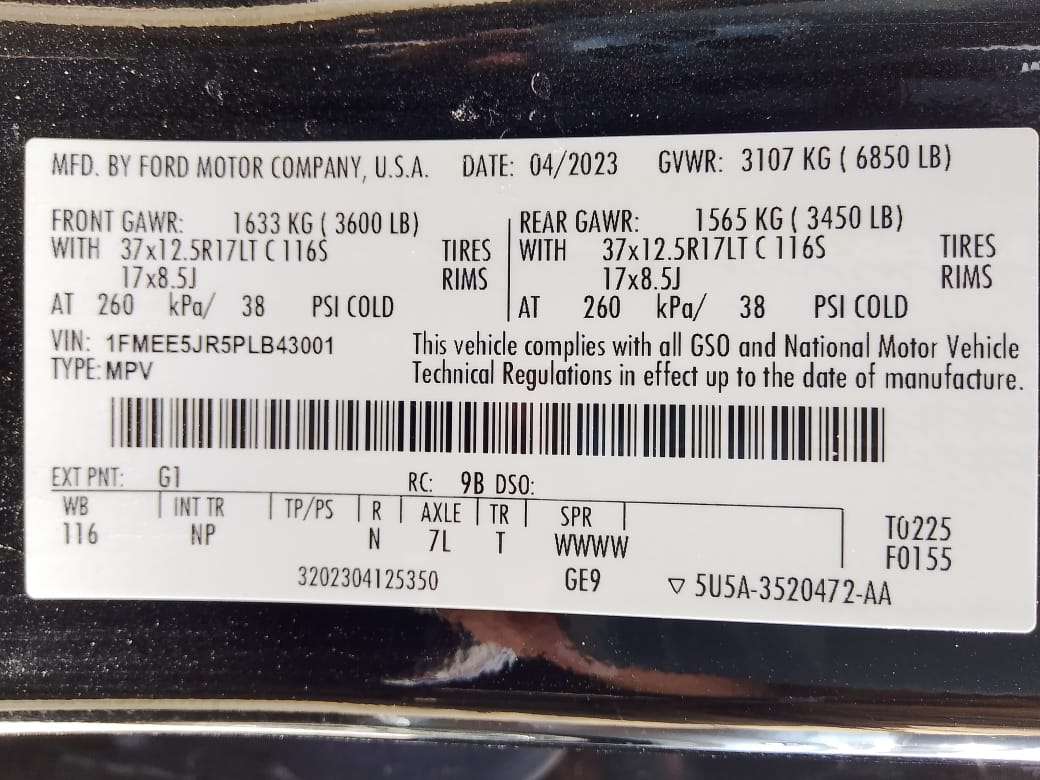 MFD. BY FORD MOTOR COMPANY, U.S.A. DATE: 04/2023 GVWR: 3107 KG ( 6850 LB)
FRONT GAWR: 1633 KG ( 3600 LB) REAR GAWR: 1565 KG ( 3450 LB)
WITH 37x12.5R17LT C 116S TIRES WITH 37x12.5R17LT C 116S TIRES
17x8.5J RIMS 17x8.5J RIMS
AT 260 kPa/ 38 PSI COLD AT 260 kPa/ 38 PSI COLD
VIN: 1FMEE5JR5PLB43001 This vehicle complies with all GSO and National Motor Vehicle
TYPE: MPV Technical Regulations in effect up to the date of manufacture.
EXT PNT: G1 RC: 9B DSO:
WB INT TR TP/PS R AXLE TR SPR T0225
116 NP N 7L T WWWW F0155
3202304125350 GE9 ▽ 5U5A-3520472-AA